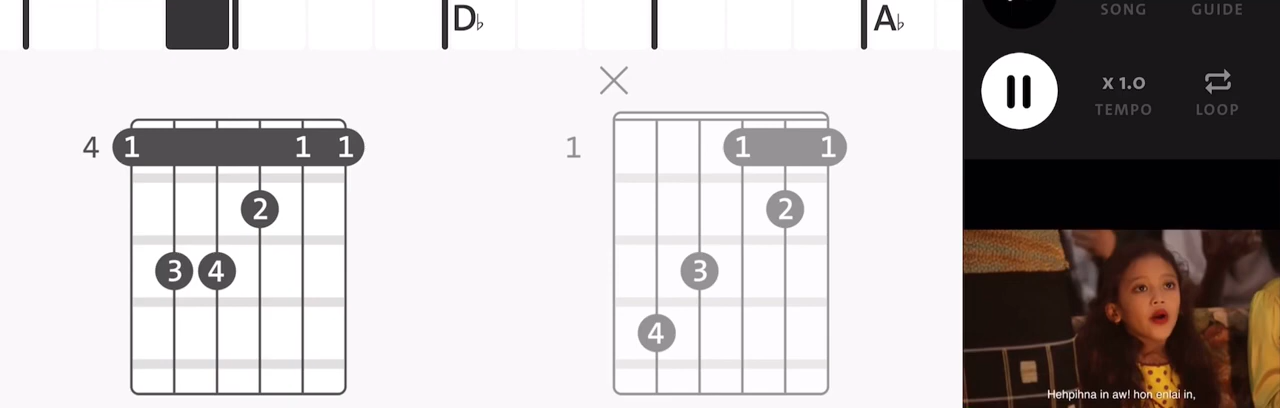 D♭
A♭
SONG GUIDE
X 1.0
TEMPO LOOP
4 1 1 1
2
3 4
1 1 1
2
3
4
Hehpihna in aw! hon enlai in,